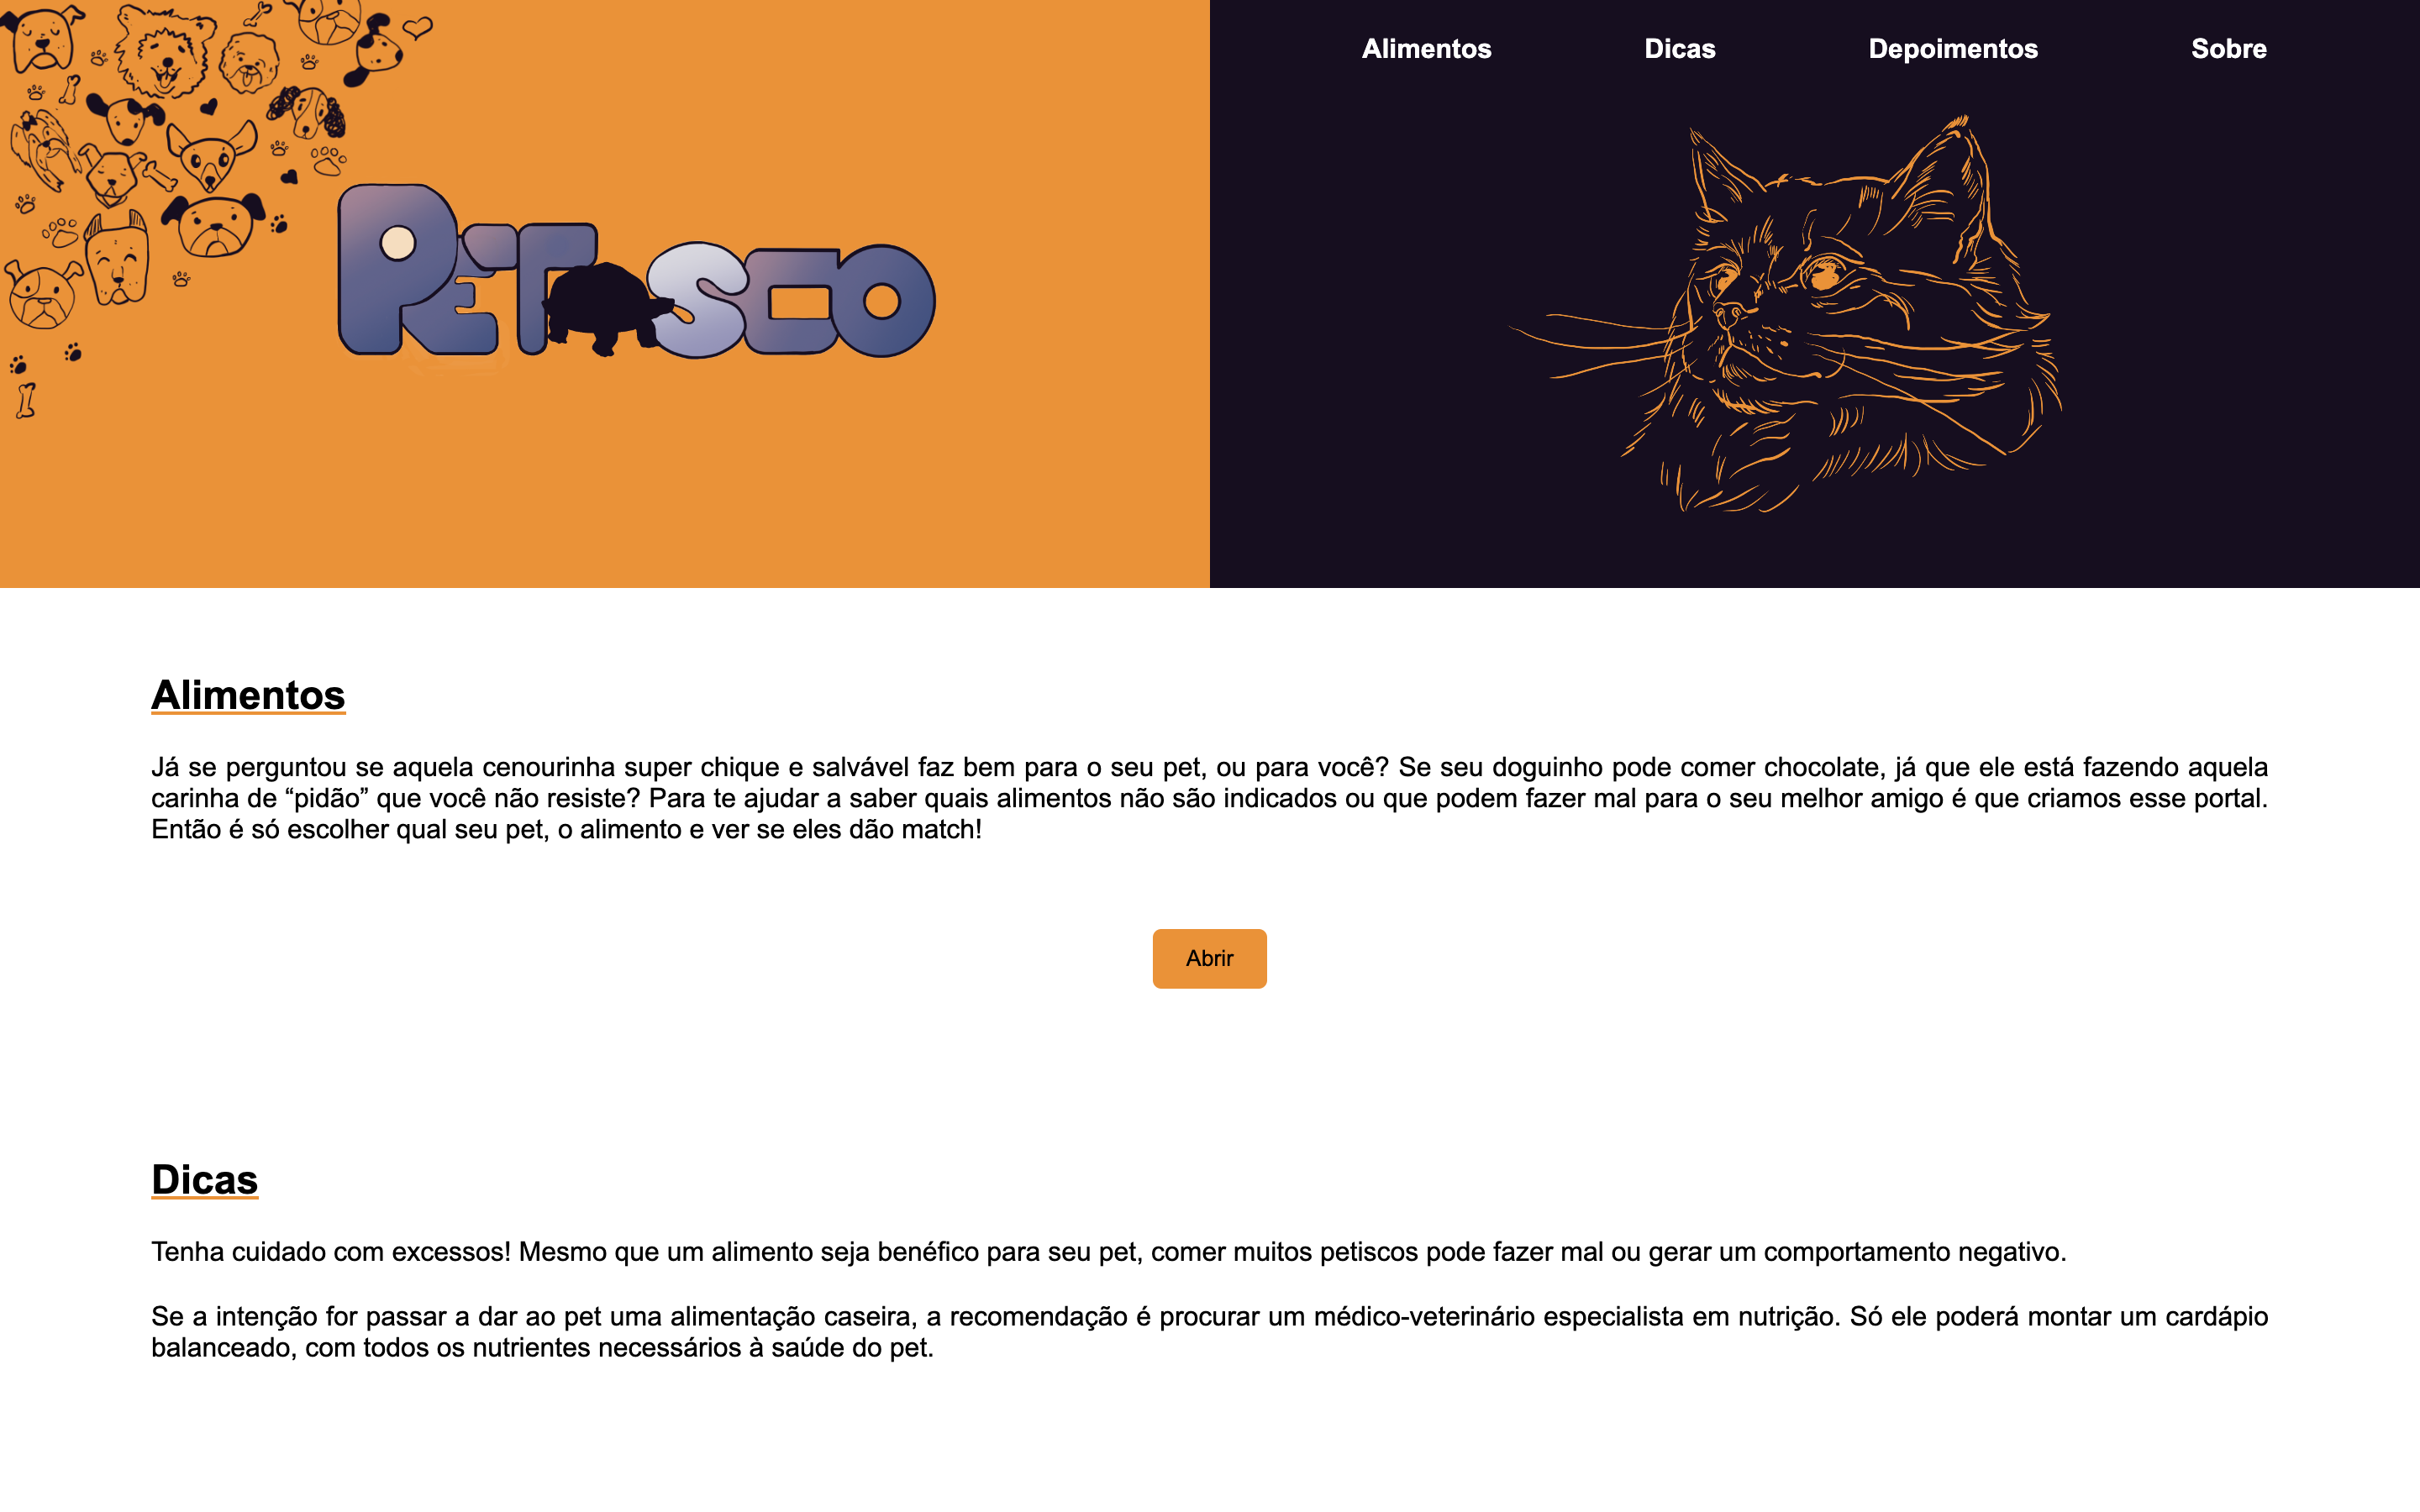 Alimentos Dicas Depoimentos Sobre
PETISCO
Alimentos
Já se perguntou se aquela cenourinha super chique e salvável faz bem para o seu pet, ou para você? Se seu doguinho pode comer chocolate, já que ele está fazendo aquela
carinha de “pidão” que você não resiste? Para te ajudar a saber quais alimentos não são indicados ou que podem fazer mal para o seu melhor amigo é que criamos esse portal.
Então é só escolher qual seu pet, o alimento e ver se eles dão match!
Abrir
Dicas
Tenha cuidado com excessos! Mesmo que um alimento seja benéfico para seu pet, comer muitos petiscos pode fazer mal ou gerar um comportamento negativo.
Se a intenção for passar a dar ao pet uma alimentação caseira, a recomendação é procurar um médico-veterinário especialista em nutrição. Só ele poderá montar um cardápio
balanceado, com todos os nutrientes necessários à saúde do pet.